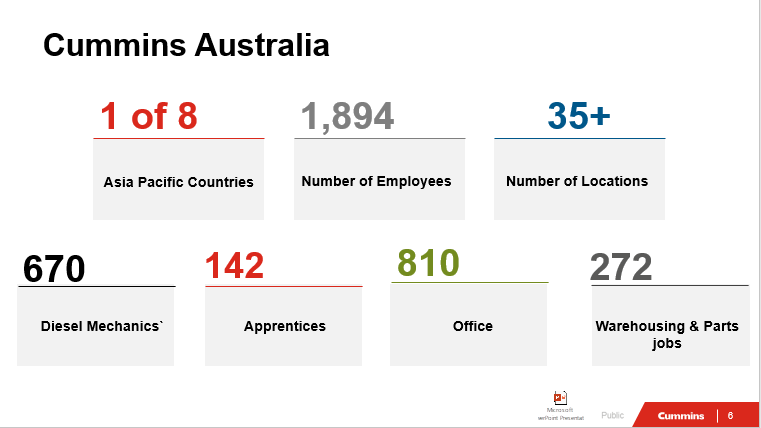 Cummins Australia
1 of 8
1,894
35+
Asia Pacific Countries
Number of Employees
Number of Locations
670
142
810
272
Diesel Mechanics`
Apprentices
Office
Warehousing & Parts
jobs
Microsoft
werPoint Presentat
Public
Cummins
6